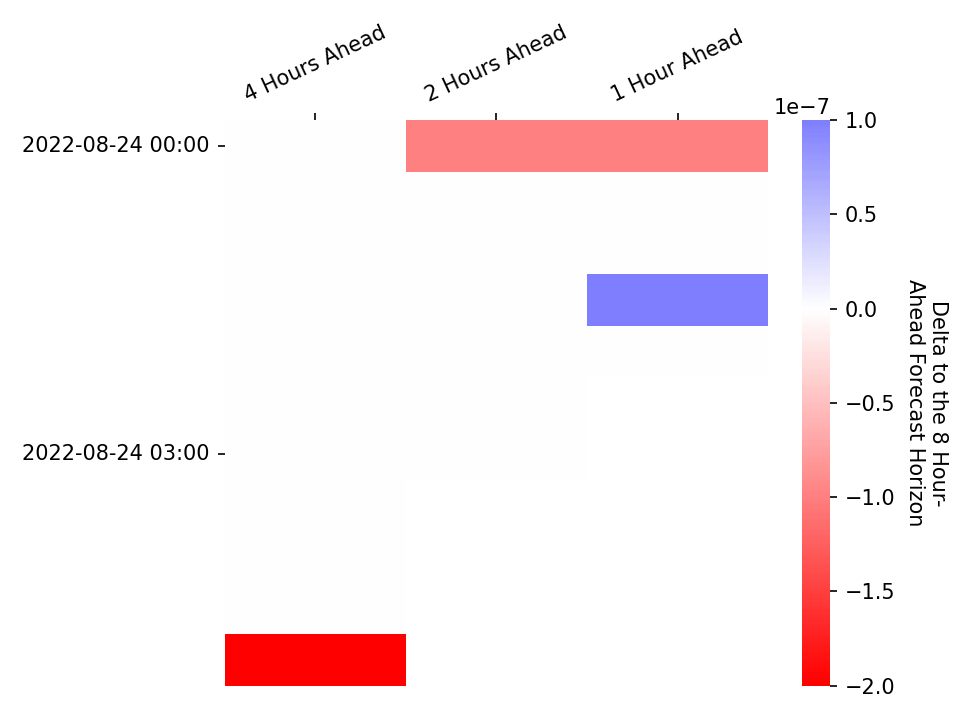 4 Hours Ahead
2 Hours Ahead
1 Hour Ahead
1e−7
2022-08-24 00:00
2022-08-24 03:00
1.0
0.5
0.0
−0.5
−1.0
−1.5
−2.0
Delta to the 8 Hour-
Ahead Forecast Horizon